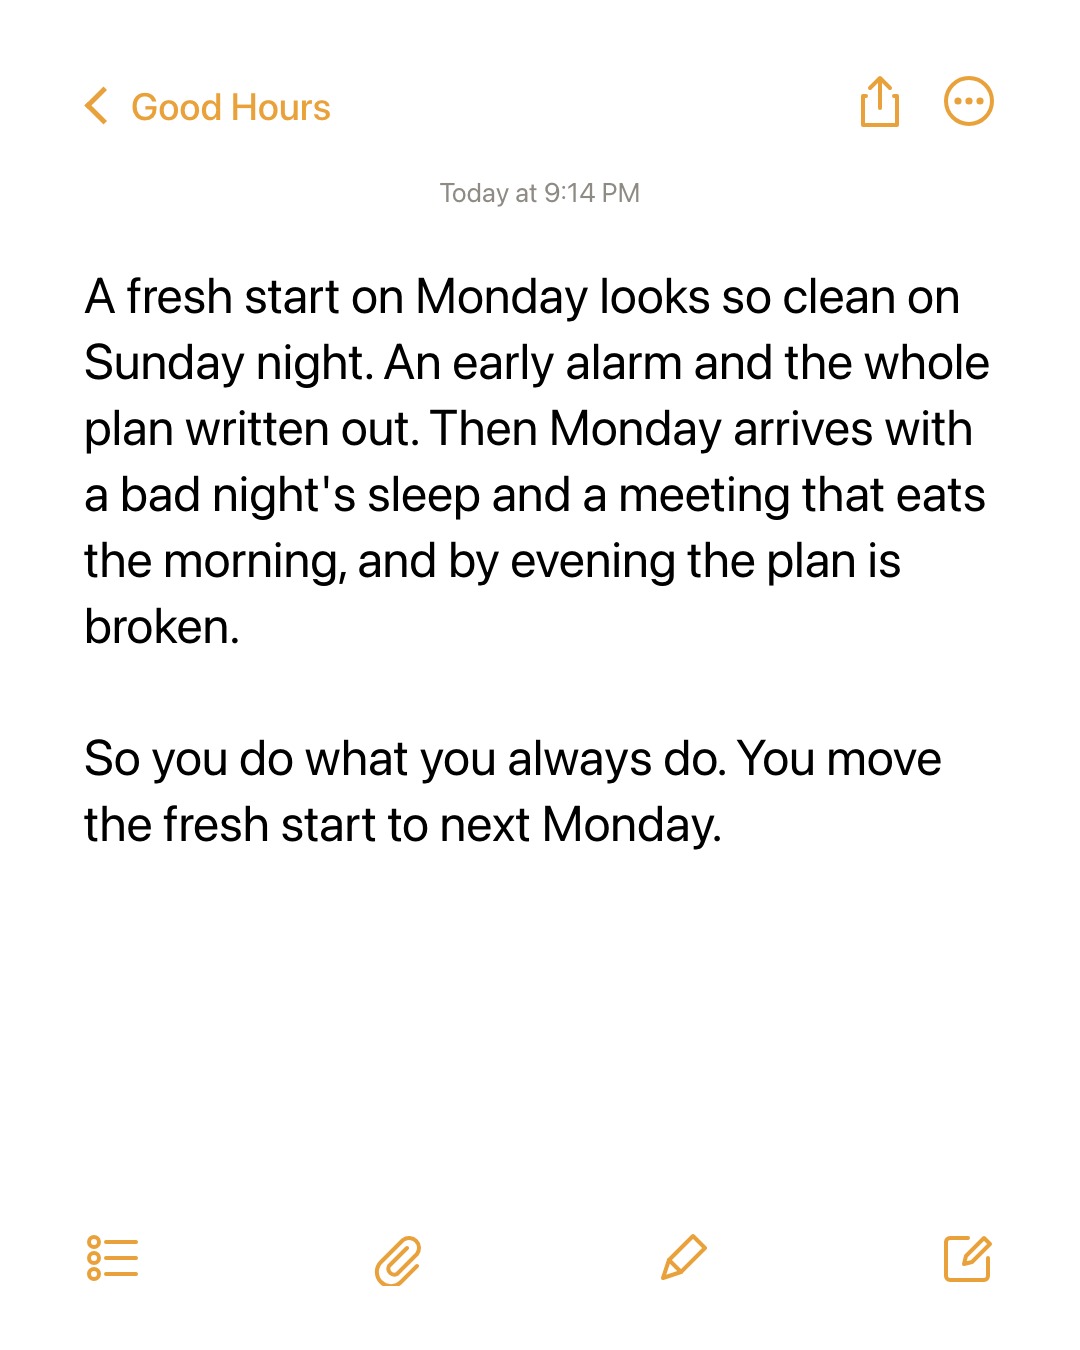 Good Hours
Today at 9:14 PM
A fresh start on Monday looks so clean on
Sunday night. An early alarm and the whole
plan written out. Then Monday arrives with
a bad night's sleep and a meeting that eats
the morning, and by evening the plan is
broken.
So you do what you always do. You move
the fresh start to next Monday.